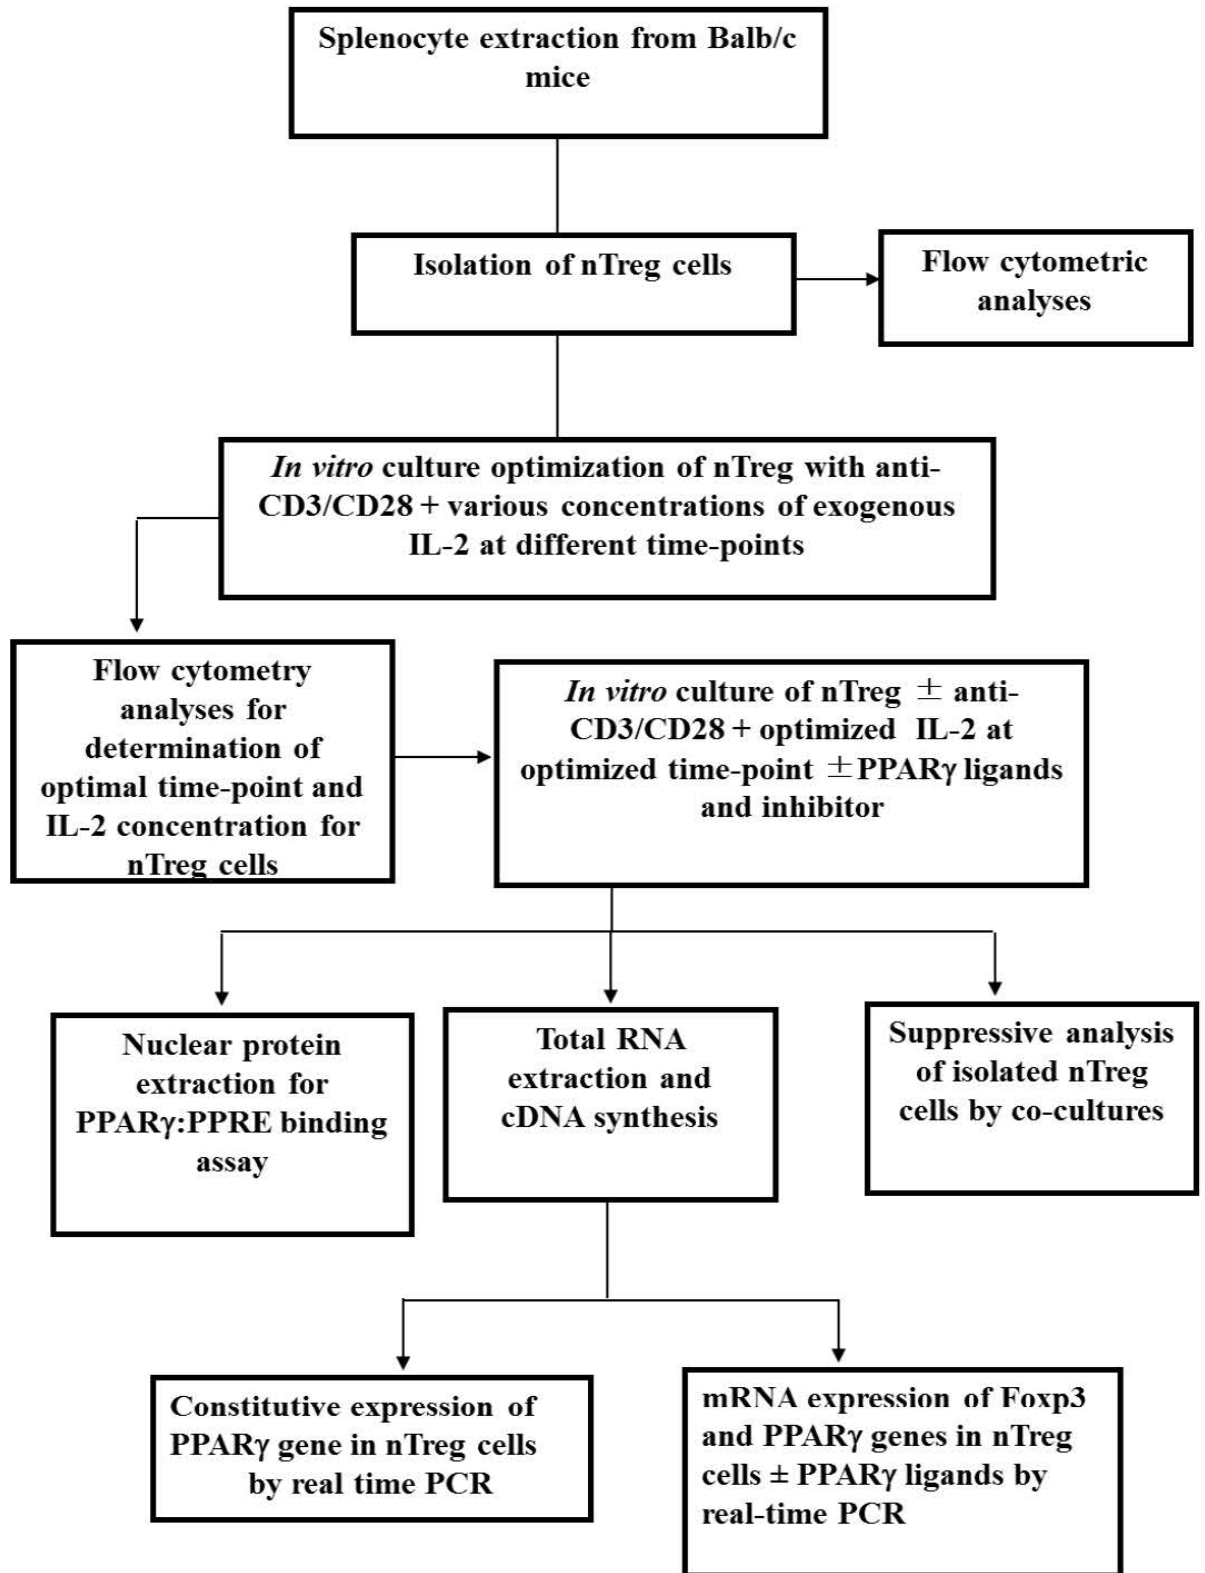 Splenocyte extraction from Balb/c
mice
Isolation of nTreg cells
Flow cytometric
analyses
In vitro culture optimization of nTreg with anti-
CD3/CD28 + various concentrations of exogenous
IL-2 at different time-points
Flow cytometry
analyses for
determination of
optimal time-point and
IL-2 concentration for
nTreg cells
In vitro culture of nTreg ± anti-
CD3/CD28 + optimized IL-2 at
optimized time-point ±PPARγ ligands
and inhibitor
Nuclear protein
extraction for
PPARγ:PPRE binding
assay
Total RNA
extraction and
cDNA synthesis
Suppressive analysis
of isolated nTreg
cells by co-cultures
Constitutive expression of
PPARγ gene in nTreg cells
by real time PCR
mRNA expression of Foxp3
and PPARγ genes in nTreg
cells ± PPARγ ligands by
real-time PCR